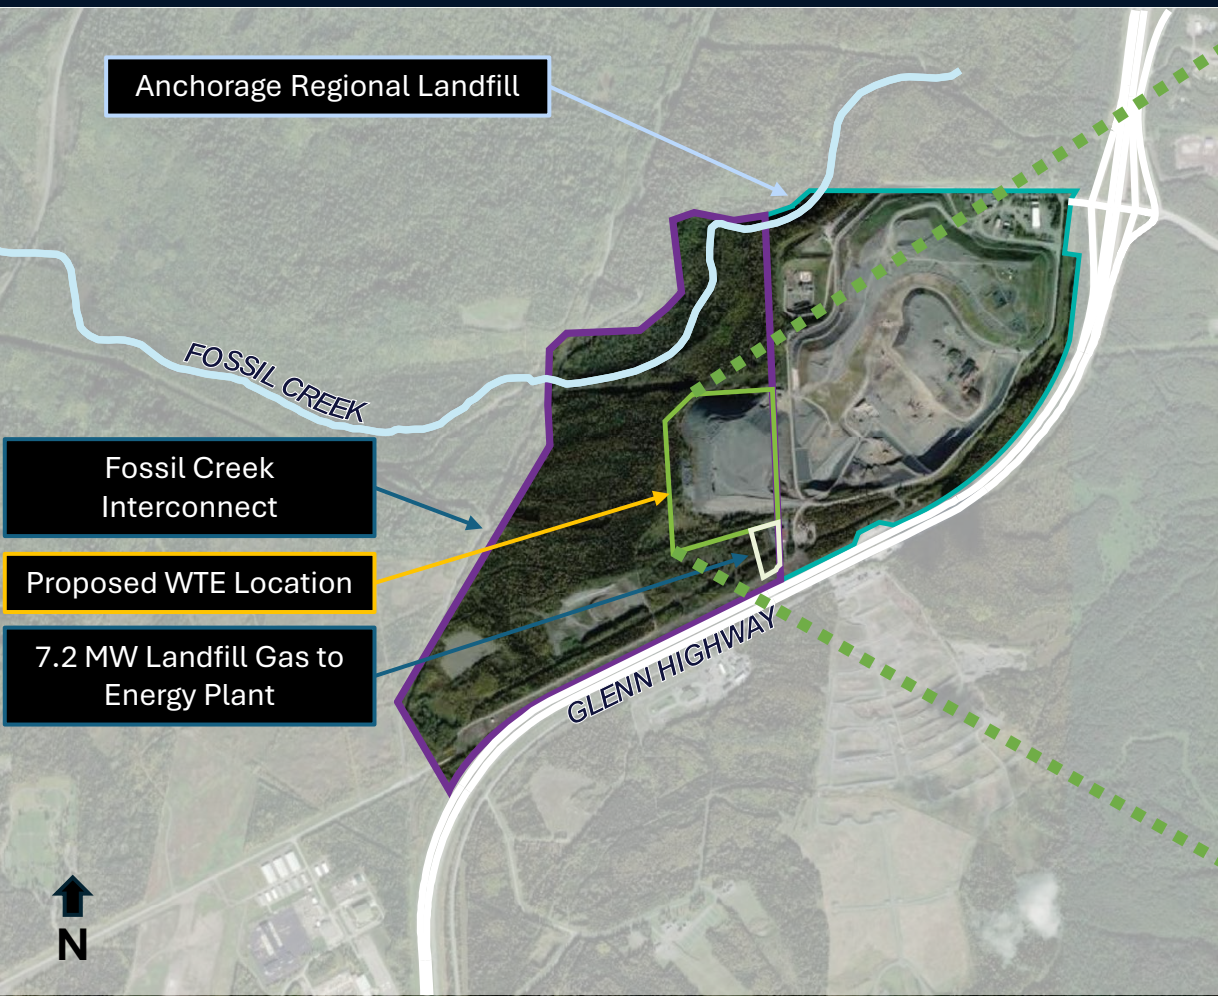 Anchorage Regional Landfill
FOSSIL CREEK
Fossil Creek
Interconnect
Proposed WTE Location
7.2 MW Landfill Gas to
Energy Plant
GLENN HIGHWAY
N